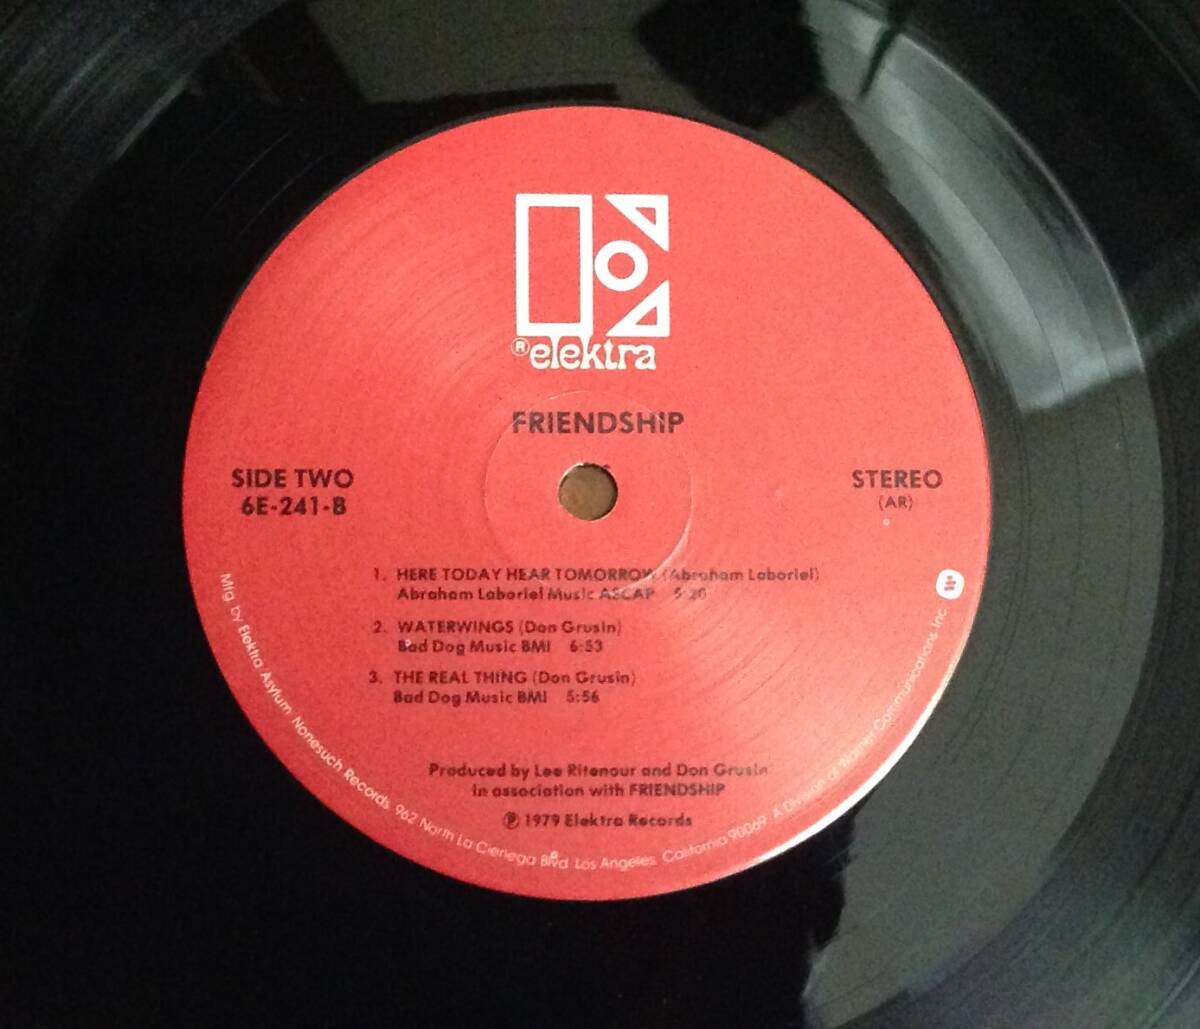 ® elektra
FRIENDSHIP
SIDE TWO
6E-241-B
STEREO
(AR)
1. HERE TODAY HEAR TOMORROW (Abraham Laboriel)
Abraham Laboriel Music ASCAP 5:20
2. WATERWINGS (Don Grusin)
Bad Dog Music BMI 6:53
3. THE REAL THING (Don Grusin)
Bad Dog Music BMI 5:56
Produced by Lee Ritenour and Don Grusin
in association with FRIENDSHIP
℗ 1979 Elektra Records
Mfg. by Elektra Asylum Nonesuch Records, 962 North La Cienega Blvd. Los Angeles, California 90069. A Division of Warner Communications Inc.